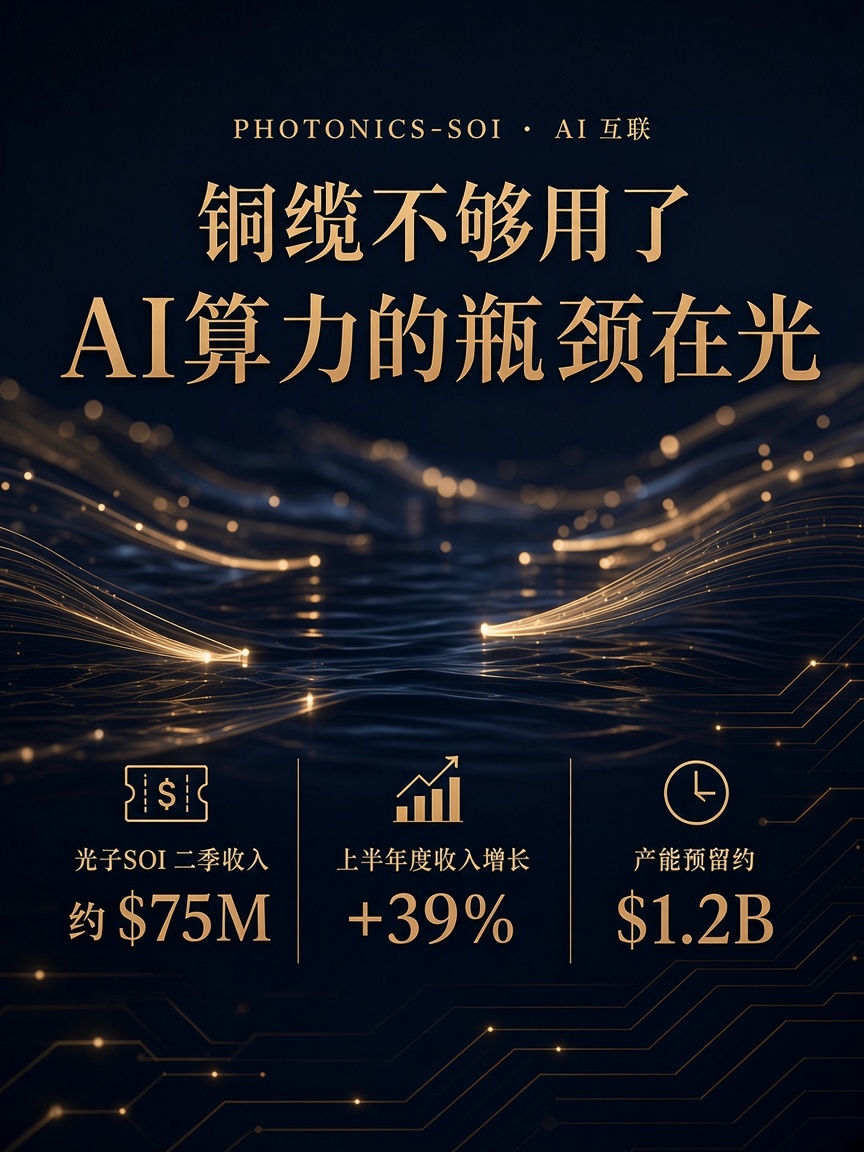 PHOTONICS-SOI · AI 互联
铜缆不够用了
AI算力的瓶颈在光
$
光子SOI 二季收入
约 $75M
上半年度收入增长
+39%
产能预留约
$1.2B